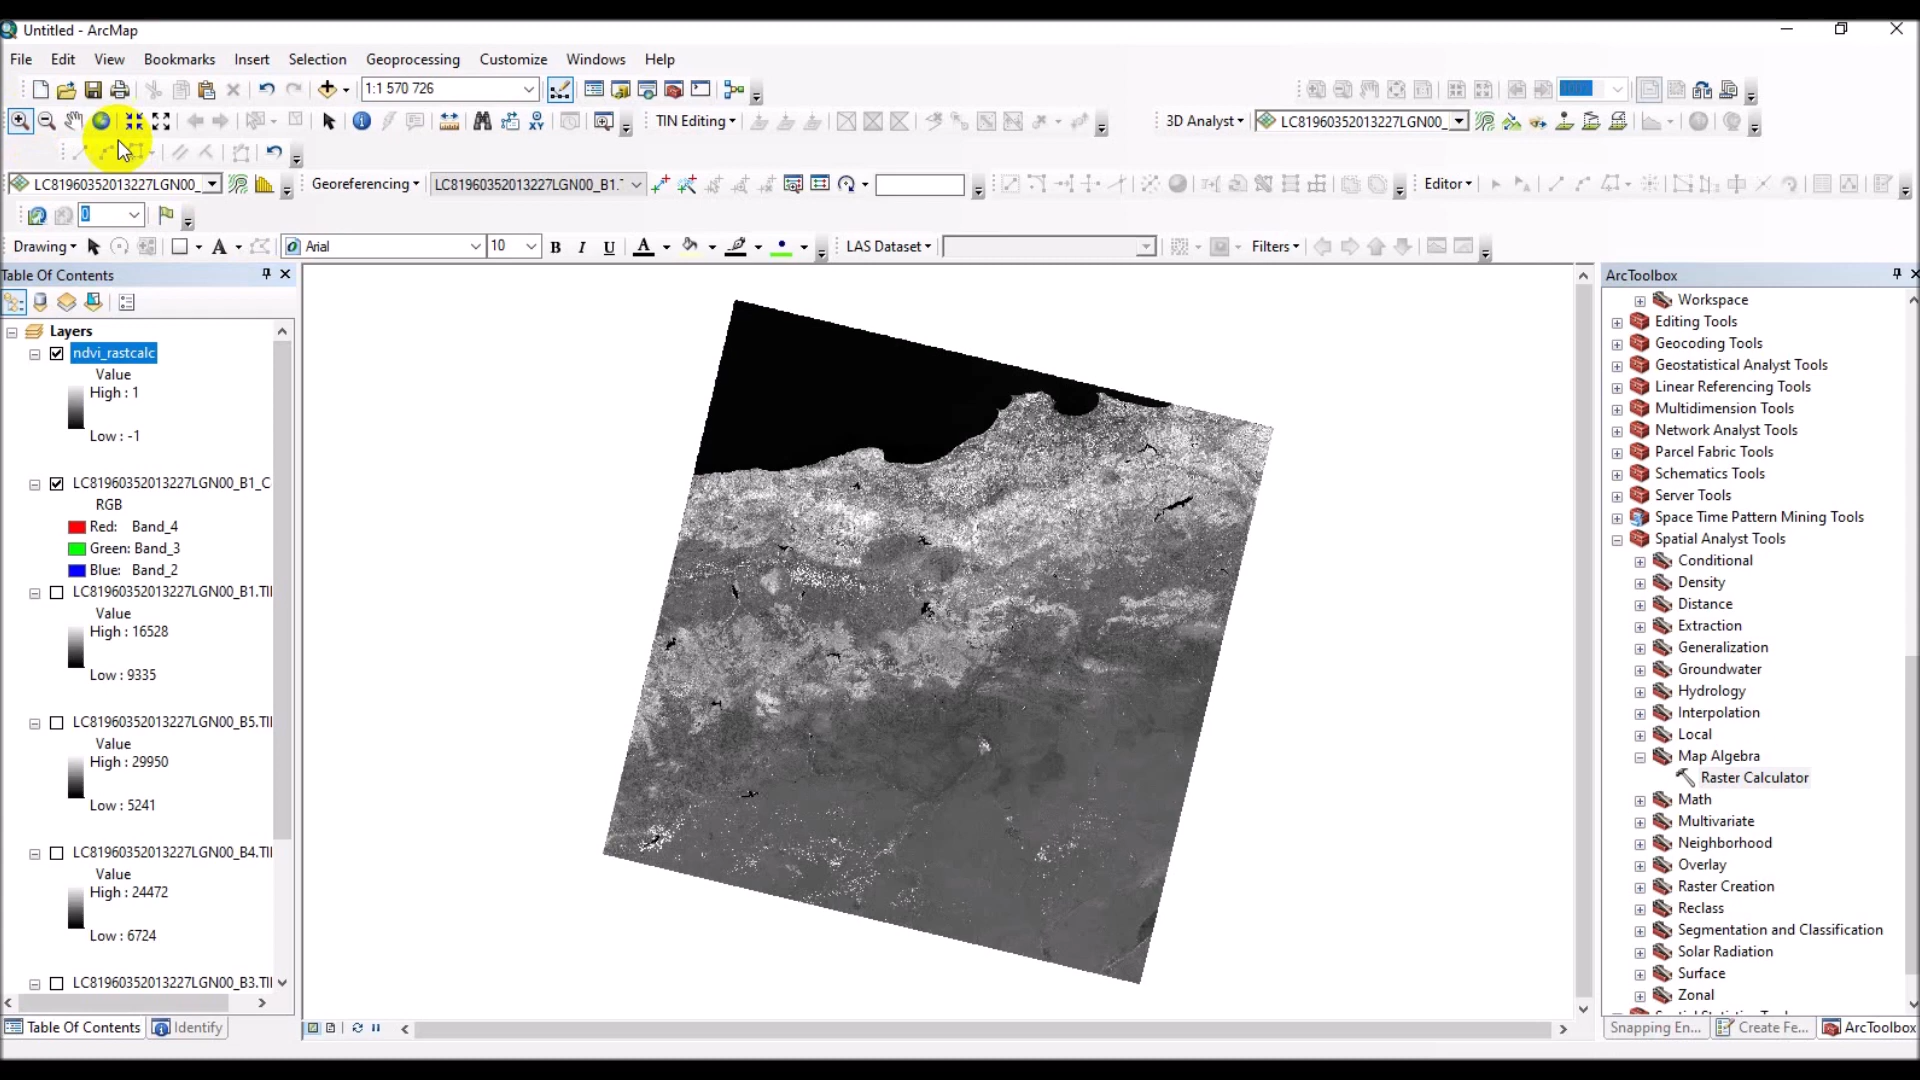 Untitled - ArcMap
File Edit View Bookmarks Insert Selection Geoprocessing Customize Windows Help
1:1 570 726
TIN Editing 3D Analyst LC81960352013227LGN00_
LC81960352013227LGN00_ Georeferencing LC81960352013227LGN00_B1.T Editor
0
Drawing A Arial 10 B I U A LAS Dataset Filters
Table Of Contents
Layers
ndvi_rastcalc
Value
High : 1
Low : -1
LC81960352013227LGN00_B1_C
RGB
Red: Band_4
Green: Band_3
Blue: Band_2
LC81960352013227LGN00_B1.TI
Value
High : 16528
Low : 9335
LC81960352013227LGN00_B5.TI
Value
High : 29950
Low : 5241
LC81960352013227LGN00_B4.TI
Value
High : 24472
Low : 6724
LC81960352013227LGN00_B3.TI
Table Of Contents Identify
ArcToolbox
Workspace
Editing Tools
Geocoding Tools
Geostatistical Analyst Tools
Linear Referencing Tools
Multidimension Tools
Network Analyst Tools
Parcel Fabric Tools
Schematics Tools
Server Tools
Space Time Pattern Mining Tools
Spatial Analyst Tools
Conditional
Density
Distance
Extraction
Generalization
Groundwater
Hydrology
Interpolation
Local
Map Algebra
Raster Calculator
Math
Multivariate
Neighborhood
Overlay
Raster Creation
Reclass
Segmentation and Classification
Solar Radiation
Surface
Zonal
Snapping En... Create Fe... ArcToolbox